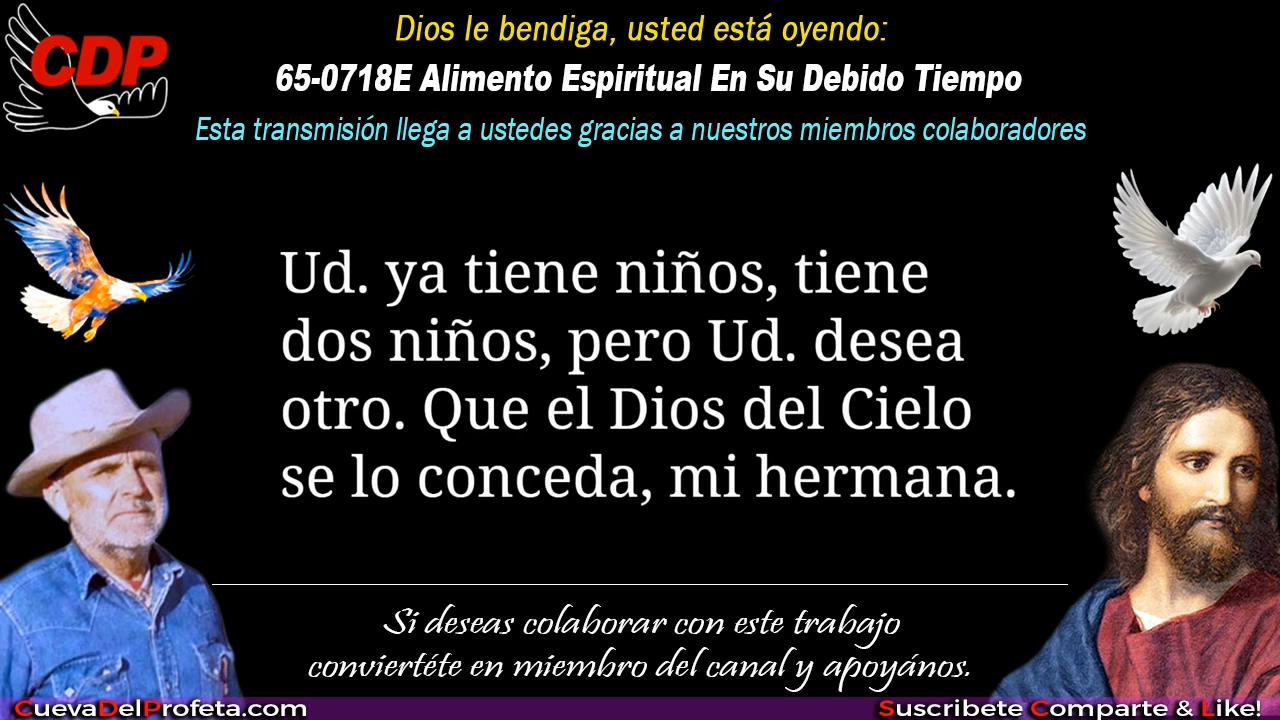 CDP
Dios le bendiga, usted está oyendo:
65-0718E Alimento Espiritual En Su Debido Tiempo
Esta transmisión llega a ustedes gracias a nuestros miembros colaboradores
Ud. ya tiene niños, tiene
dos niños, pero Ud. desea
otro. Que el Dios del Cielo
se lo conceda, mi hermana.
Si deseas colaborar con este trabajo
conviertéte en miembro del canal y apoyános.
CuevaDelProfeta.com
Suscribete Comparte & Like!